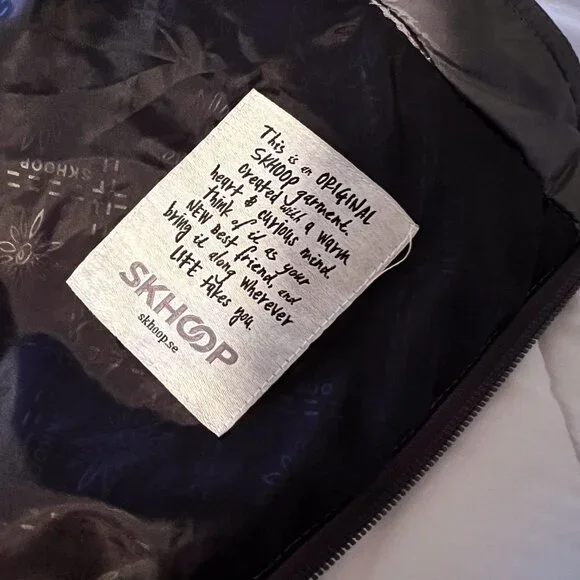 SKHOOP
This is an ORIGINAL
SKHOOP garment.
Created with a warm
heart & curious mind.
Think of it as your
NEW best friend, and
bring it along wherever
LIFE takes you.
SKHOOP
skhoop.se